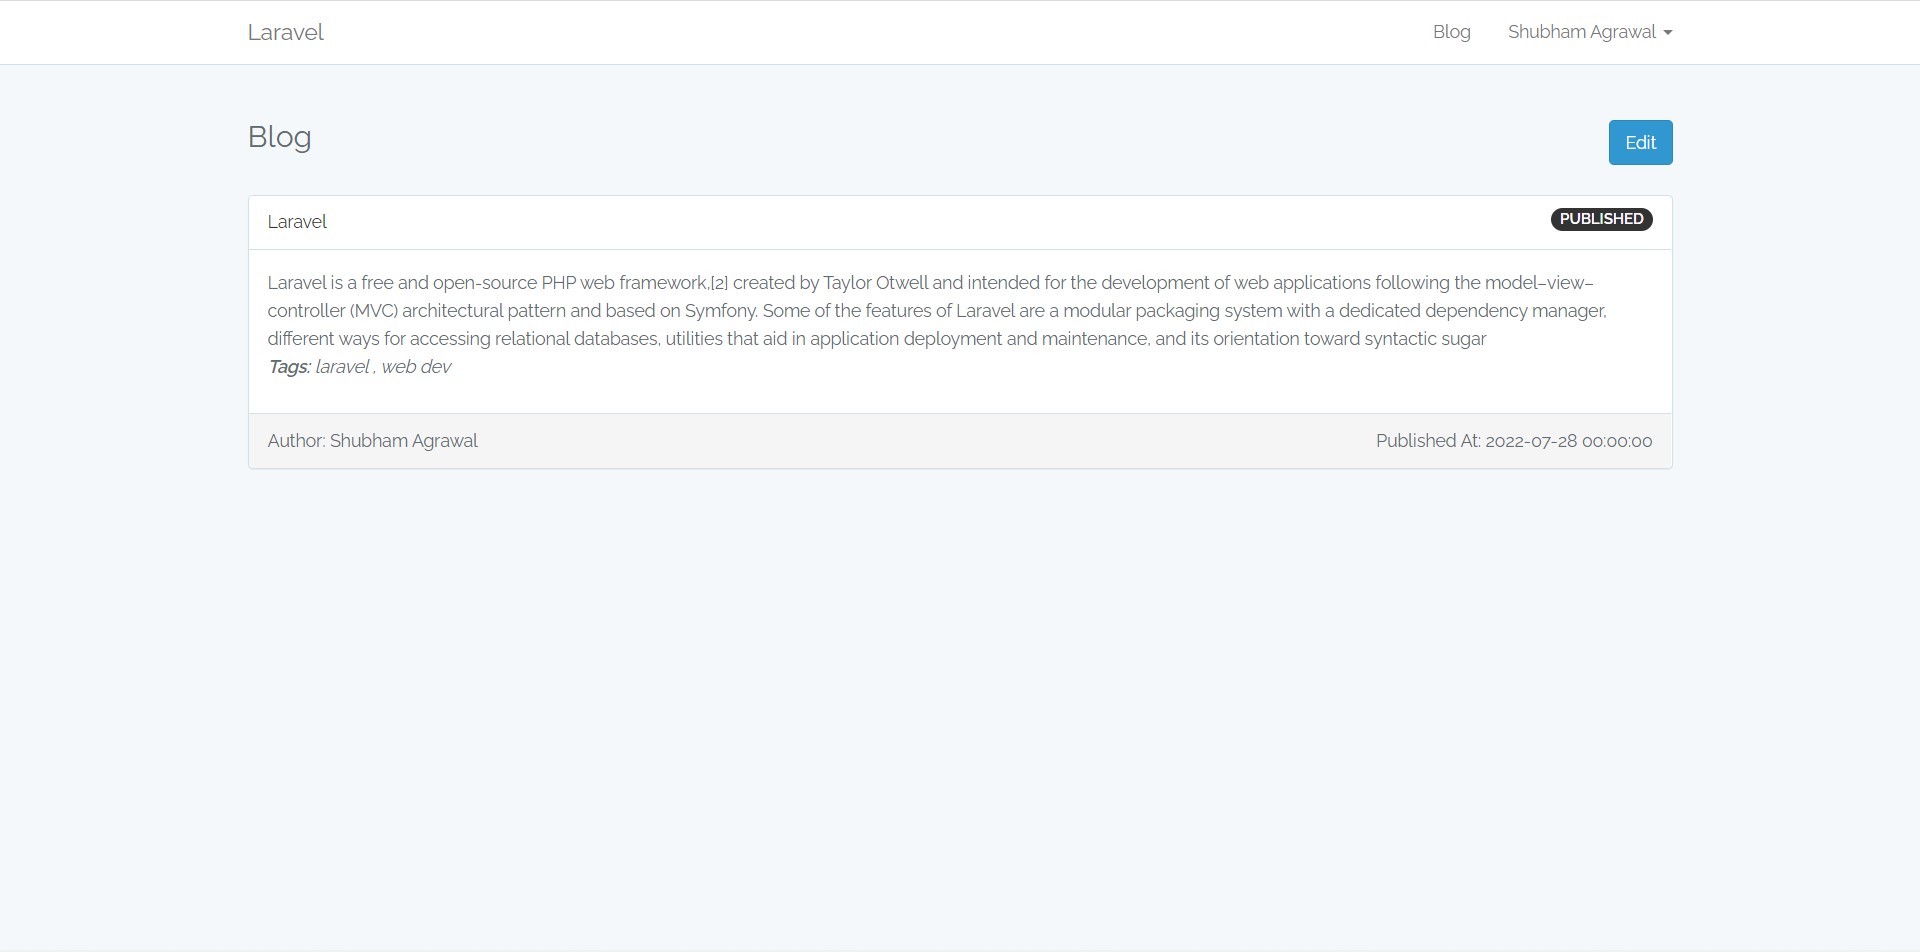 Laravel
Blog
Shubham Agrawal
Blog
Edit
Laravel
PUBLISHED
Laravel is a free and open-source PHP web framework,[2] created by Taylor Otwell and intended for the development of web applications following the model–view–
controller (MVC) architectural pattern and based on Symfony. Some of the features of Laravel are a modular packaging system with a dedicated dependency manager,
different ways for accessing relational databases, utilities that aid in application deployment and maintenance, and its orientation toward syntactic sugar
Tags: laravel , web dev
Author: Shubham Agrawal
Published At: 2022-07-28 00:00:00